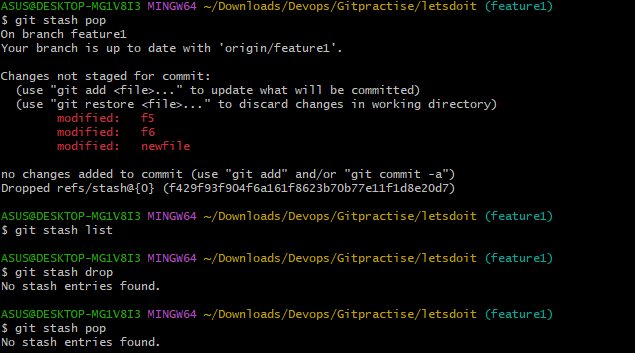 ASUS@DESKTOP-MG1V8I3 MINGW64 ~/Downloads/Devops/Gitpractise/letsdoit (feature1)
$ git stash pop
On branch feature1
Your branch is up to date with 'origin/feature1'.
Changes not staged for commit:
(use "git add <file>..." to update what will be committed)
(use "git restore <file>..." to discard changes in working directory)
modified: f5
modified: f6
modified: newfile
no changes added to commit (use "git add" and/or "git commit -a")
Dropped refs/stash@{0} (f429f93f904f6a161f8623b70b77e11f1d8e20d7)
ASUS@DESKTOP-MG1V8I3 MINGW64 ~/Downloads/Devops/Gitpractise/letsdoit (feature1)
$ git stash list
ASUS@DESKTOP-MG1V8I3 MINGW64 ~/Downloads/Devops/Gitpractise/letsdoit (feature1)
$ git stash drop
No stash entries found.
ASUS@DESKTOP-MG1V8I3 MINGW64 ~/Downloads/Devops/Gitpractise/letsdoit (feature1)
$ git stash pop
No stash entries found.